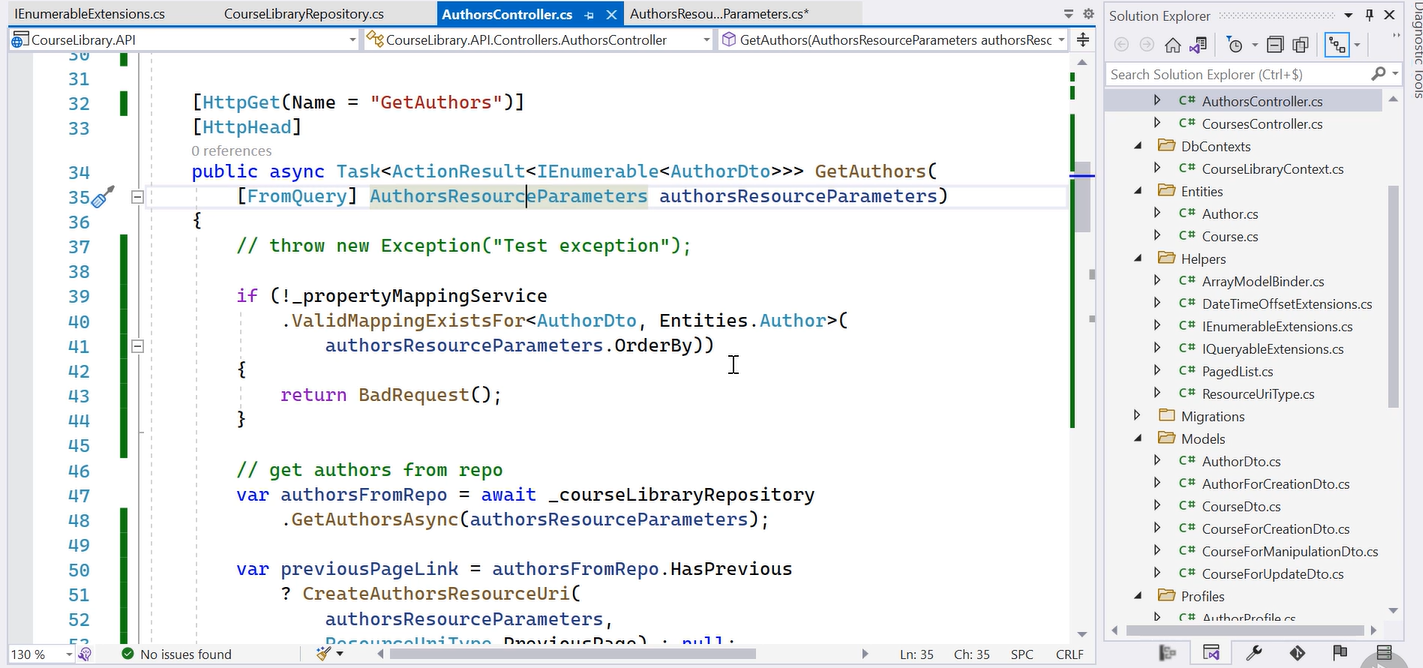 IEnumerableExtensions.cs CourseLibraryRepository.cs AuthorsController.cs AuthorsResou...Parameters.cs*
CourseLibrary.API CourseLibrary.API.Controllers.AuthorsController GetAuthors(AuthorsResourceParameters authorsResc
30
31
32 [HttpGet(Name = "GetAuthors")]
33 [HttpHead]
0 references
34 public async Task<ActionResult<IEnumerable<AuthorDto>>> GetAuthors(
35 [FromQuery] AuthorsResourceParameters authorsResourceParameters)
36 {
37 // throw new Exception("Test exception");
38
39 if (!_propertyMappingService
40 .ValidMappingExistsFor<AuthorDto, Entities.Author>(
41 authorsResourceParameters.OrderBy))
42 {
43 return BadRequest();
44 }
45
46 // get authors from repo
47 var authorsFromRepo = await _courseLibraryRepository
48 .GetAuthorsAsync(authorsResourceParameters);
49
50 var previousPageLink = authorsFromRepo.HasPrevious
51 ? CreateAuthorsResourceUri(
52 authorsResourceParameters,
53 ResourceUriType.PreviousPage) : null;
130 % No issues found Ln: 35 Ch: 35 SPC CRLF
Solution Explorer
Search Solution Explorer (Ctrl+$)
C# AuthorsController.cs
C# CoursesController.cs
DbContexts
C# CourseLibraryContext.cs
Entities
C# Author.cs
C# Course.cs
Helpers
C# ArrayModelBinder.cs
C# DateTimeOffsetExtensions.cs
C# IEnumerableExtensions.cs
C# IQueryableExtensions.cs
C# PagedList.cs
C# ResourceUriType.cs
Migrations
Models
C# AuthorDto.cs
C# AuthorForCreationDto.cs
C# CourseDto.cs
C# CourseForCreationDto.cs
C# CourseForManipulationDto.cs
C# CourseForUpdateDto.cs
Profiles
C# AuthorProfile.cs
Diagnostic Tools